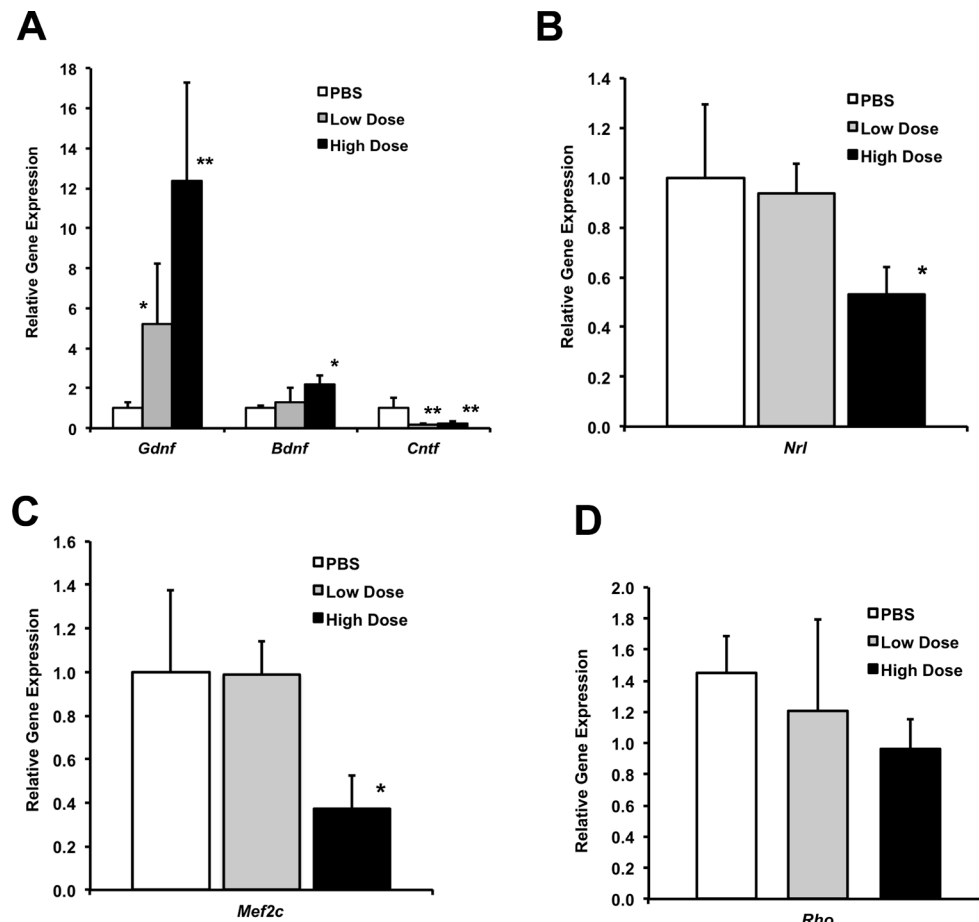 A
Relative Gene Expression
18
16
14
12
10
8
6
4
2
0
PBS
Low Dose
High Dose
*
**
*
**
**
Gdnf Bdnf Cntf
B
Relative Gene Expression
1.4
1.2
1.0
0.8
0.6
0.4
0.2
0.0
PBS
Low Dose
High Dose
*
Nrl
C
Relative Gene Expression
1.6
1.4
1.2
1.0
0.8
0.6
0.4
0.2
0.0
PBS
Low Dose
High Dose
*
Mef2c
D
Relative Gene Expression
2.0
1.8
1.6
1.4
1.2
1.0
0.8
0.6
0.4
0.2
0.0
PBS
Low Dose
High Dose
Rho